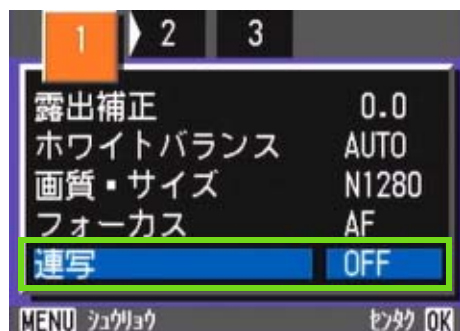 1 2 3
露出補正 0.0
ホワイトバランス AUTO
画質▪サイズ N1280
フォーカス AF
連写 OFF
MENU シュウリョウ センタク OK